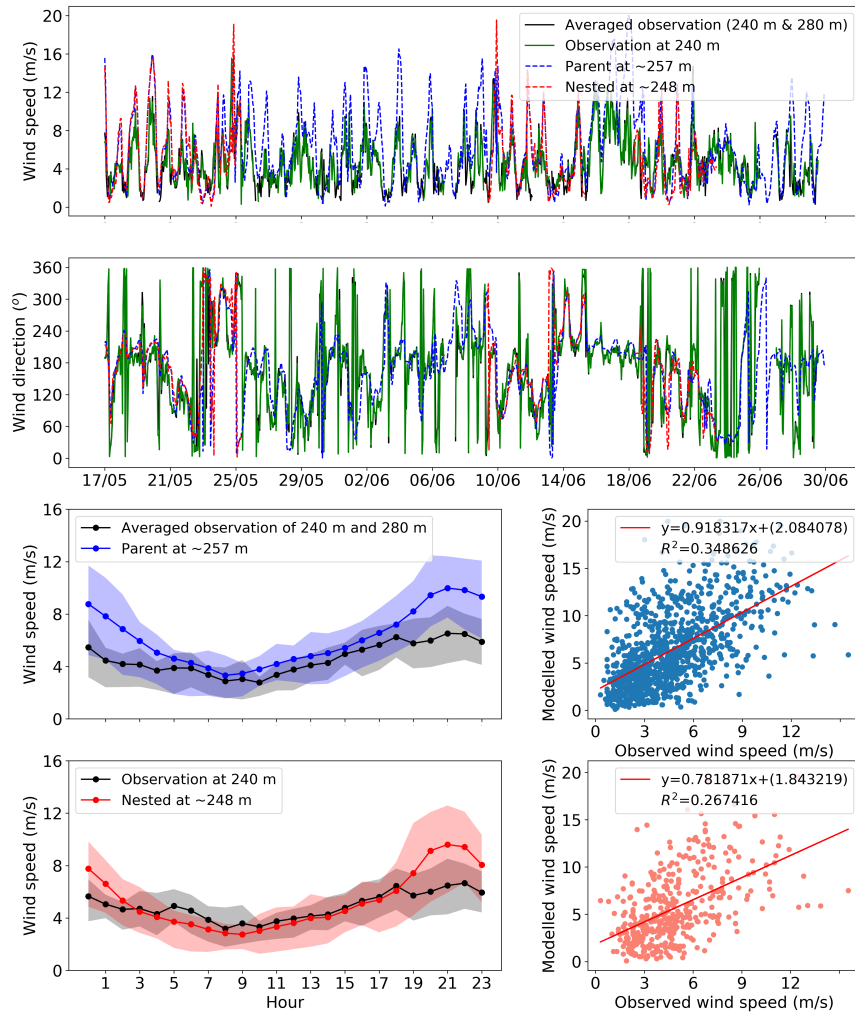 20
16
12
8
4
0
Wind speed (m/s)
Averaged observation (240 m & 280 m)
Observation at 240 m
Parent at ~257 m
Nested at ~248 m
360
300
240
180
120
60
0
Wind direction (°)
17/05 21/05 25/05 29/05 02/06 06/06 10/06 14/06 18/06 22/06 26/06 30/06
16
12
8
4
0
Wind speed (m/s)
Averaged observation of 240 m and 280 m
Parent at ~257 m
20
15
10
5
0
Modelled wind speed (m/s)
y=0.918317x+(2.084078)
R²=0.348626
0 3 6 9 12
Observed wind speed (m/s)
16
12
8
4
0
Wind speed (m/s)
Observation at 240 m
Nested at ~248 m
1 3 5 7 9 11 13 15 17 19 21 23
Hour
20
15
10
5
0
Modelled wind speed (m/s)
y=0.781871x+(1.843219)
R²=0.267416
0 3 6 9 12
Observed wind speed (m/s)